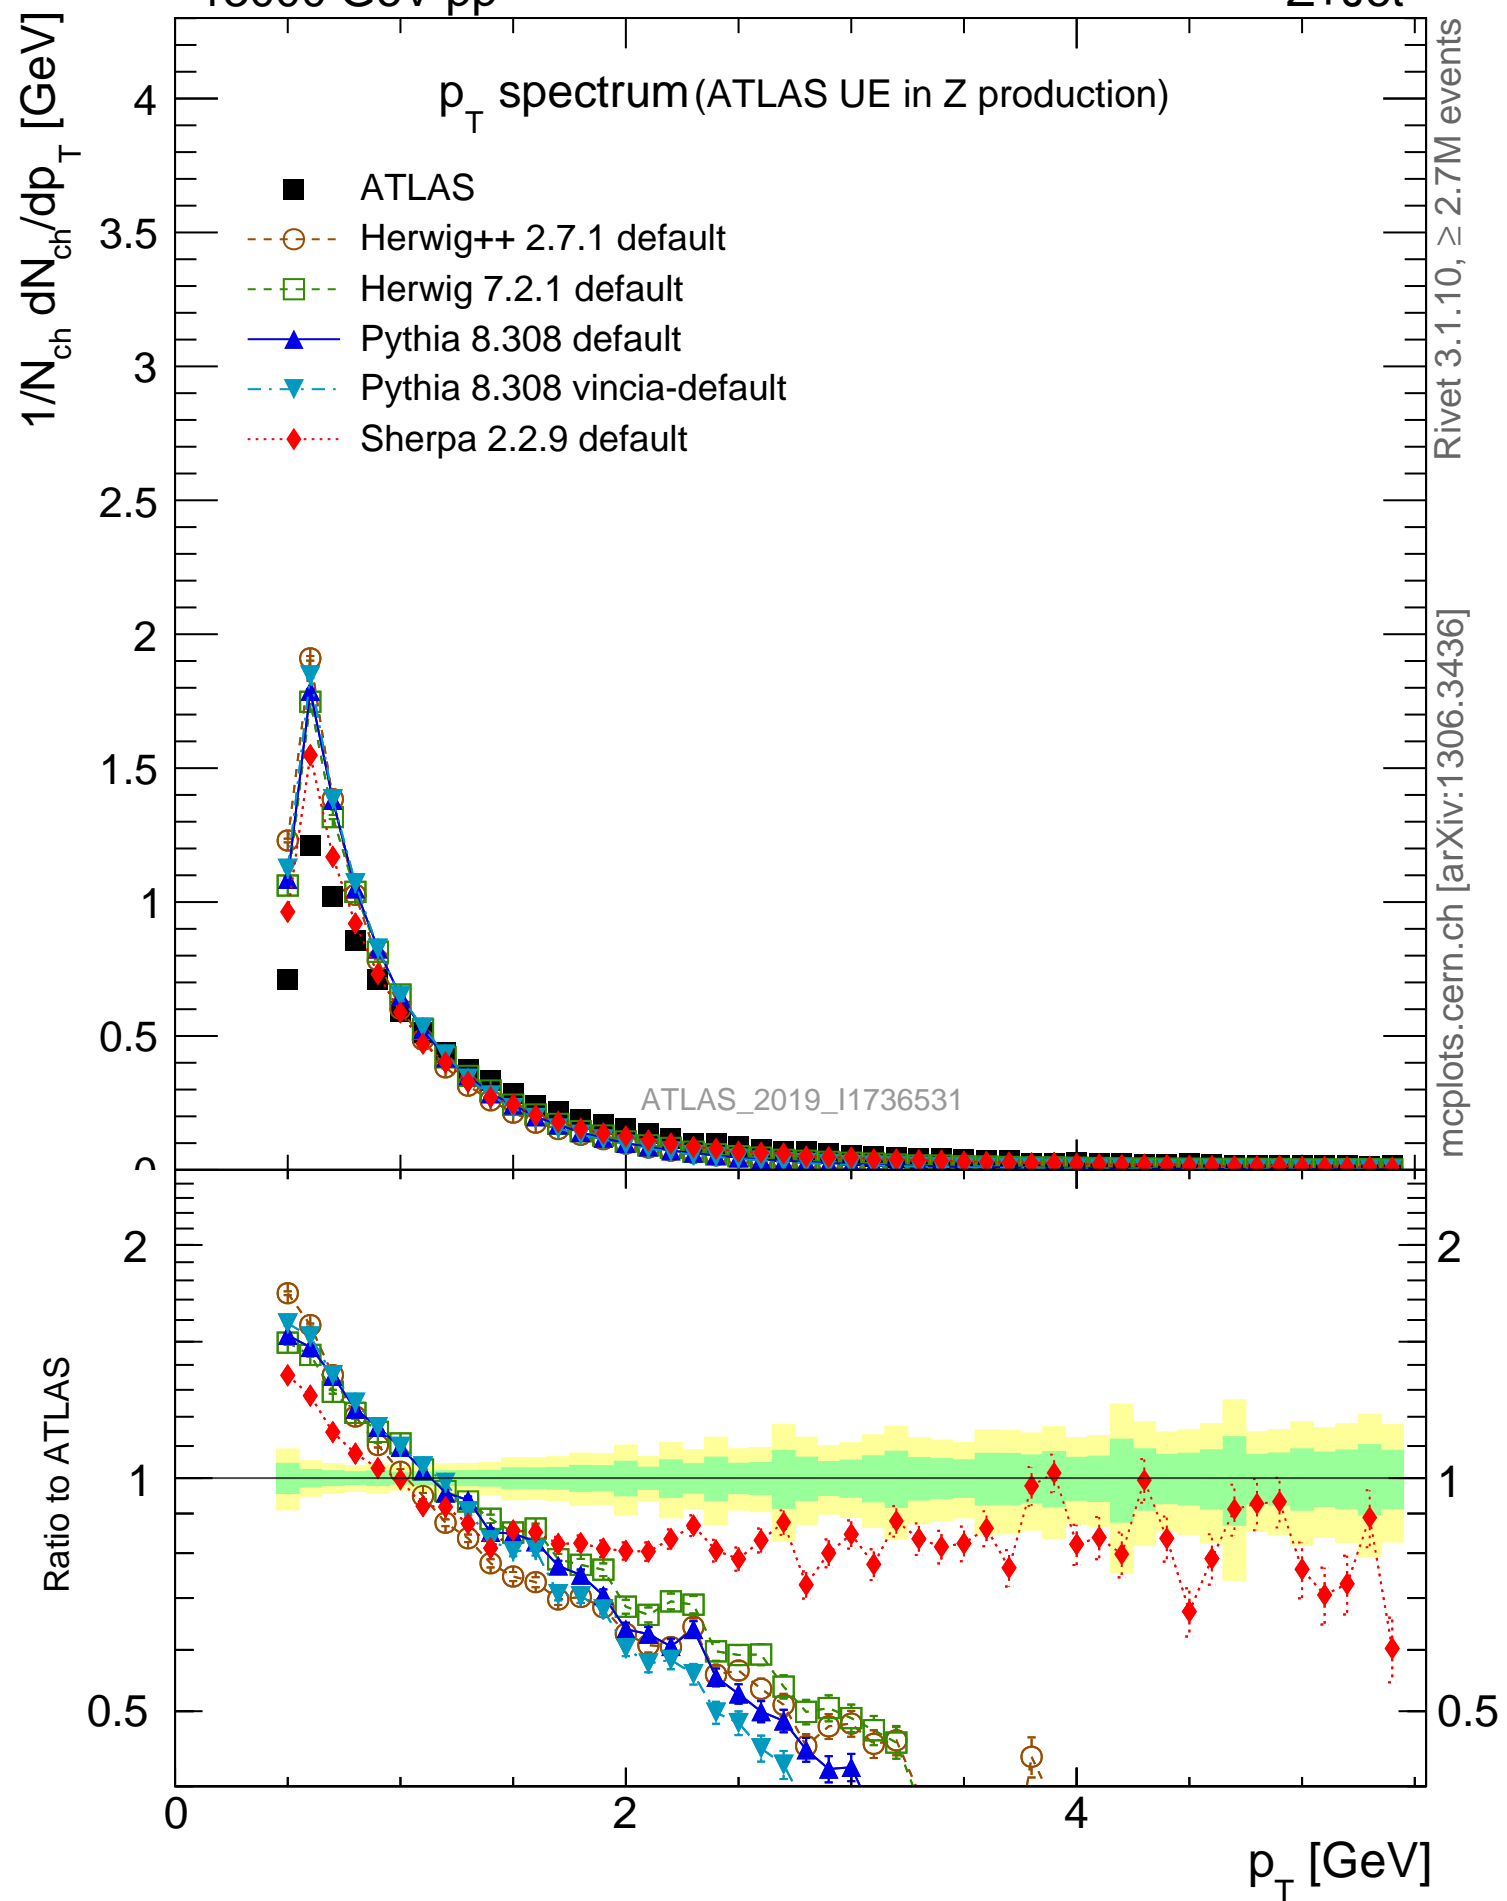 1/N_ch dN_ch/dp_T [GeV]
p_T spectrum (ATLAS UE in Z production)
ATLAS
Herwig++ 2.7.1 default
Herwig 7.2.1 default
Pythia 8.308 default
Pythia 8.308 vincia-default
Sherpa 2.2.9 default
4
3.5
3
2.5
2
1.5
1
0.5
ATLAS_2019_I1736531
Rivet 3.1.10, ≥ 2.7M events
mcplots.cern.ch [arXiv:1306.3436]
Ratio to ATLAS
2
1
0.5
2
1
0.5
0
2
4
p_T [GeV]